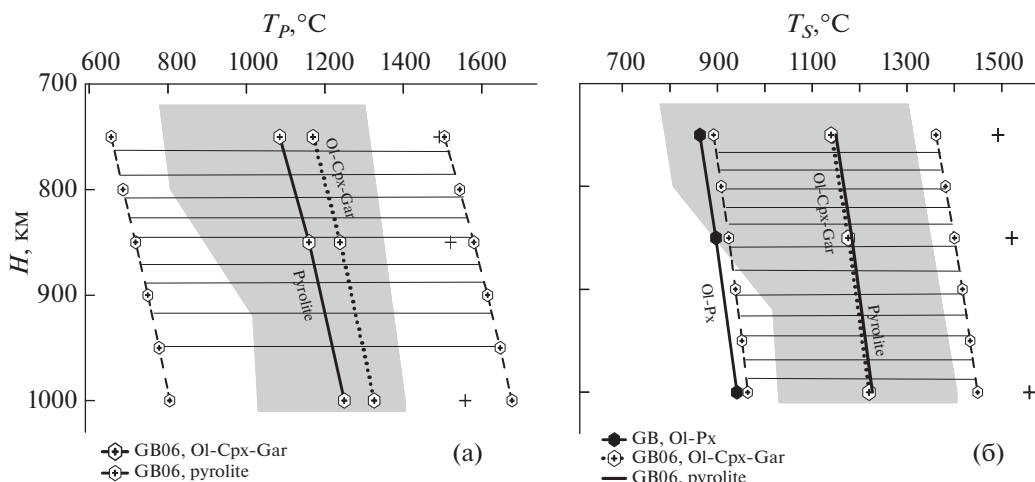 T_P, °C
600 800 1000 1200 1400 1600
700
800
900
1000
H, км
Ol-Cpx-Gar
Pyrolite
GB06, Ol-Cpx-Gar
GB06, pyrolite
(а)
T_S, °C
700 900 1100 1300 1500
Ol-Cpx-Gar
Ol-Px
Pyrolite
GB, Ol-Px
GB06, Ol-Cpx-Gar
GB06, pyrolite
(б)